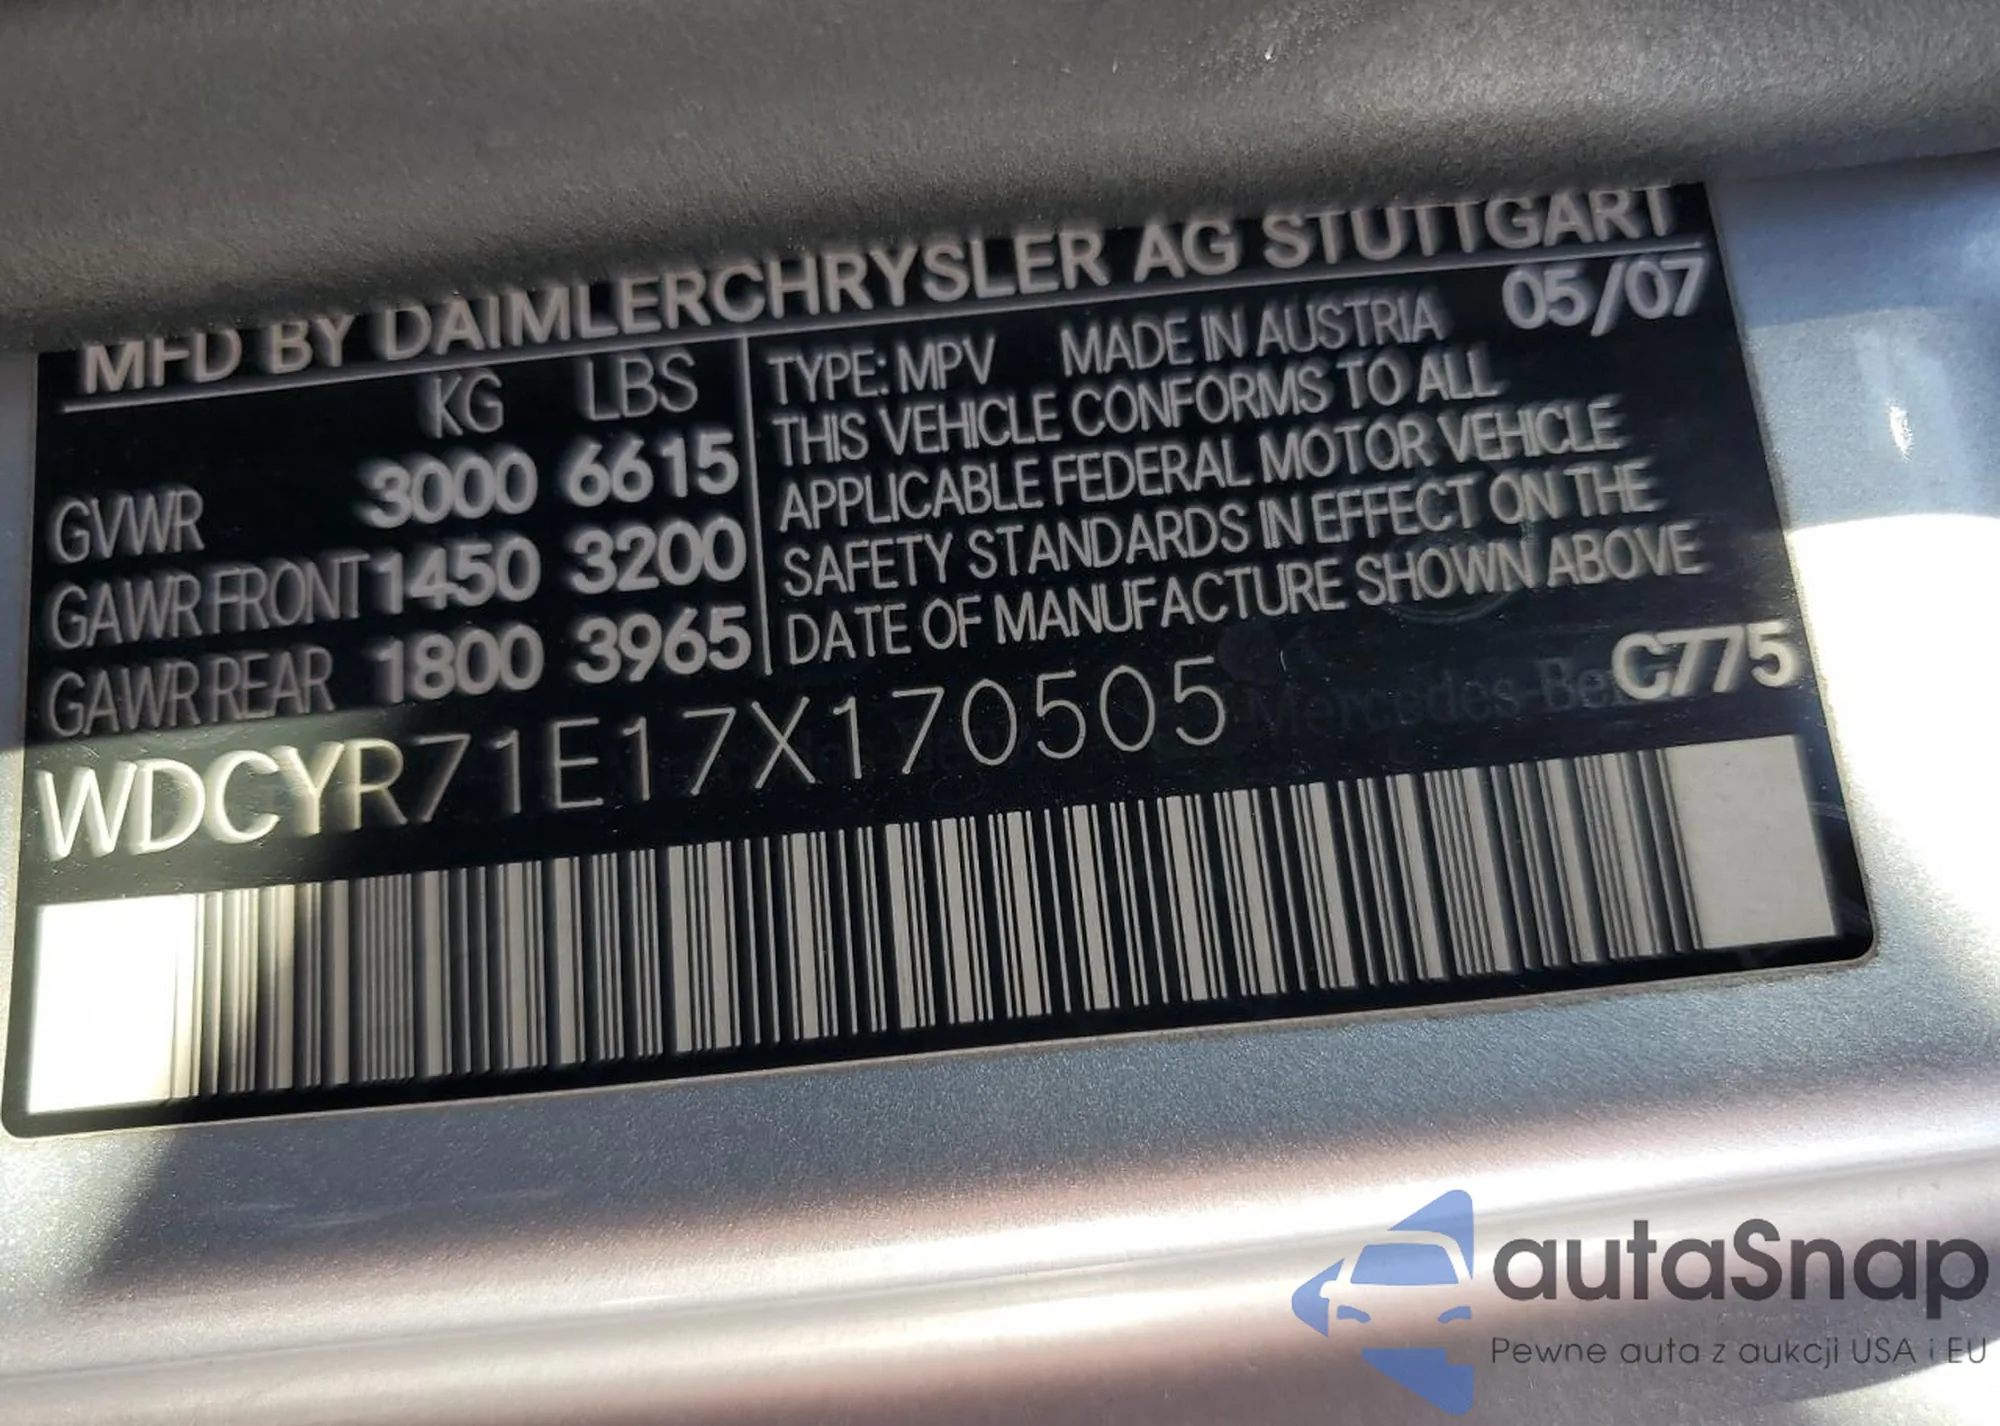 MFD BY DAIMLERCHRYSLER AG STUTTGART
KG LBS
GVWR 3000 6615
GAWR FRONT 1450 3200
GAWR REAR 1800 3965
TYPE: MPV MADE IN AUSTRIA 05/07
THIS VEHICLE CONFORMS TO ALL
APPLICABLE FEDERAL MOTOR VEHICLE
SAFETY STANDARDS IN EFFECT ON THE
DATE OF MANUFACTURE SHOWN ABOVE
C775
WDCYR71E17X170505
autaSnap
Pewne auta z aukcji USA i EU